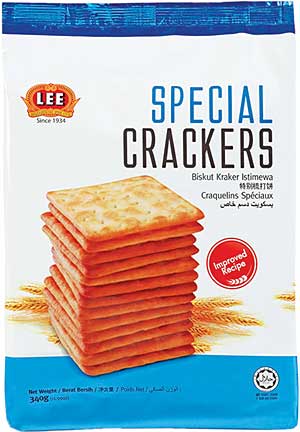 LEE
Since 1934
SPECIAL
CRACKERS
Biskut Kraker Istimewa
特别梳打饼
Craquelins Spéciaux
بسكويت دسم خاص
Improved
Recipe
Net Weight / Berat Bersih / 净含量 / Poids Net / الوزن الصافي
340g